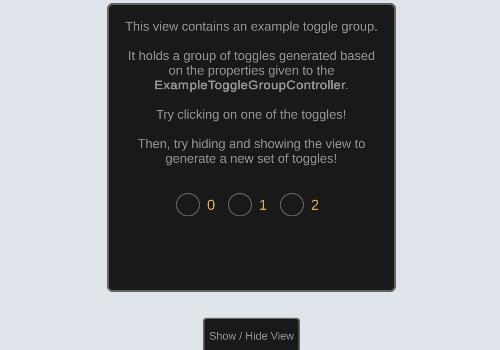 This view contains an example toggle group.
It holds a group of toggles generated based
on the properties given to the
ExampleToggleGroupController.
Try clicking on one of the toggles!
Then, try hiding and showing the view to
generate a new set of toggles!
0 1 2
Show / Hide View